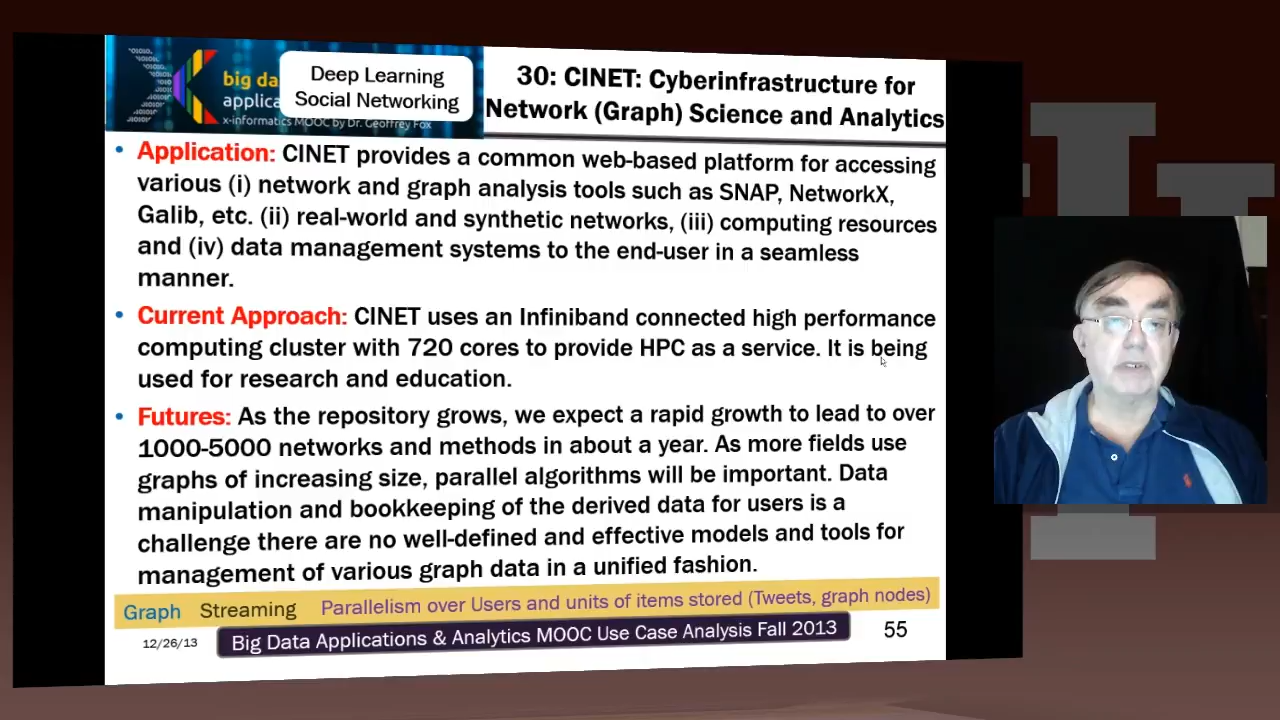 big da
applicat
x-informatics MOOC by Dr. Geoffrey Fox
Deep Learning
Social Networking
30: CINET: Cyberinfrastructure for
Network (Graph) Science and Analytics
• Application: CINET provides a common web-based platform for accessing
various (i) network and graph analysis tools such as SNAP, NetworkX,
Galib, etc. (ii) real-world and synthetic networks, (iii) computing resources
and (iv) data management systems to the end-user in a seamless
manner.
• Current Approach: CINET uses an Infiniband connected high performance
computing cluster with 720 cores to provide HPC as a service. It is being
used for research and education.
• Futures: As the repository grows, we expect a rapid growth to lead to over
1000-5000 networks and methods in about a year. As more fields use
graphs of increasing size, parallel algorithms will be important. Data
manipulation and bookkeeping of the derived data for users is a
challenge there are no well-defined and effective models and tools for
management of various graph data in a unified fashion.
Graph Streaming Parallelism over Users and units of items stored (Tweets, graph nodes)
12/26/13 Big Data Applications & Analytics MOOC Use Case Analysis Fall 2013 55